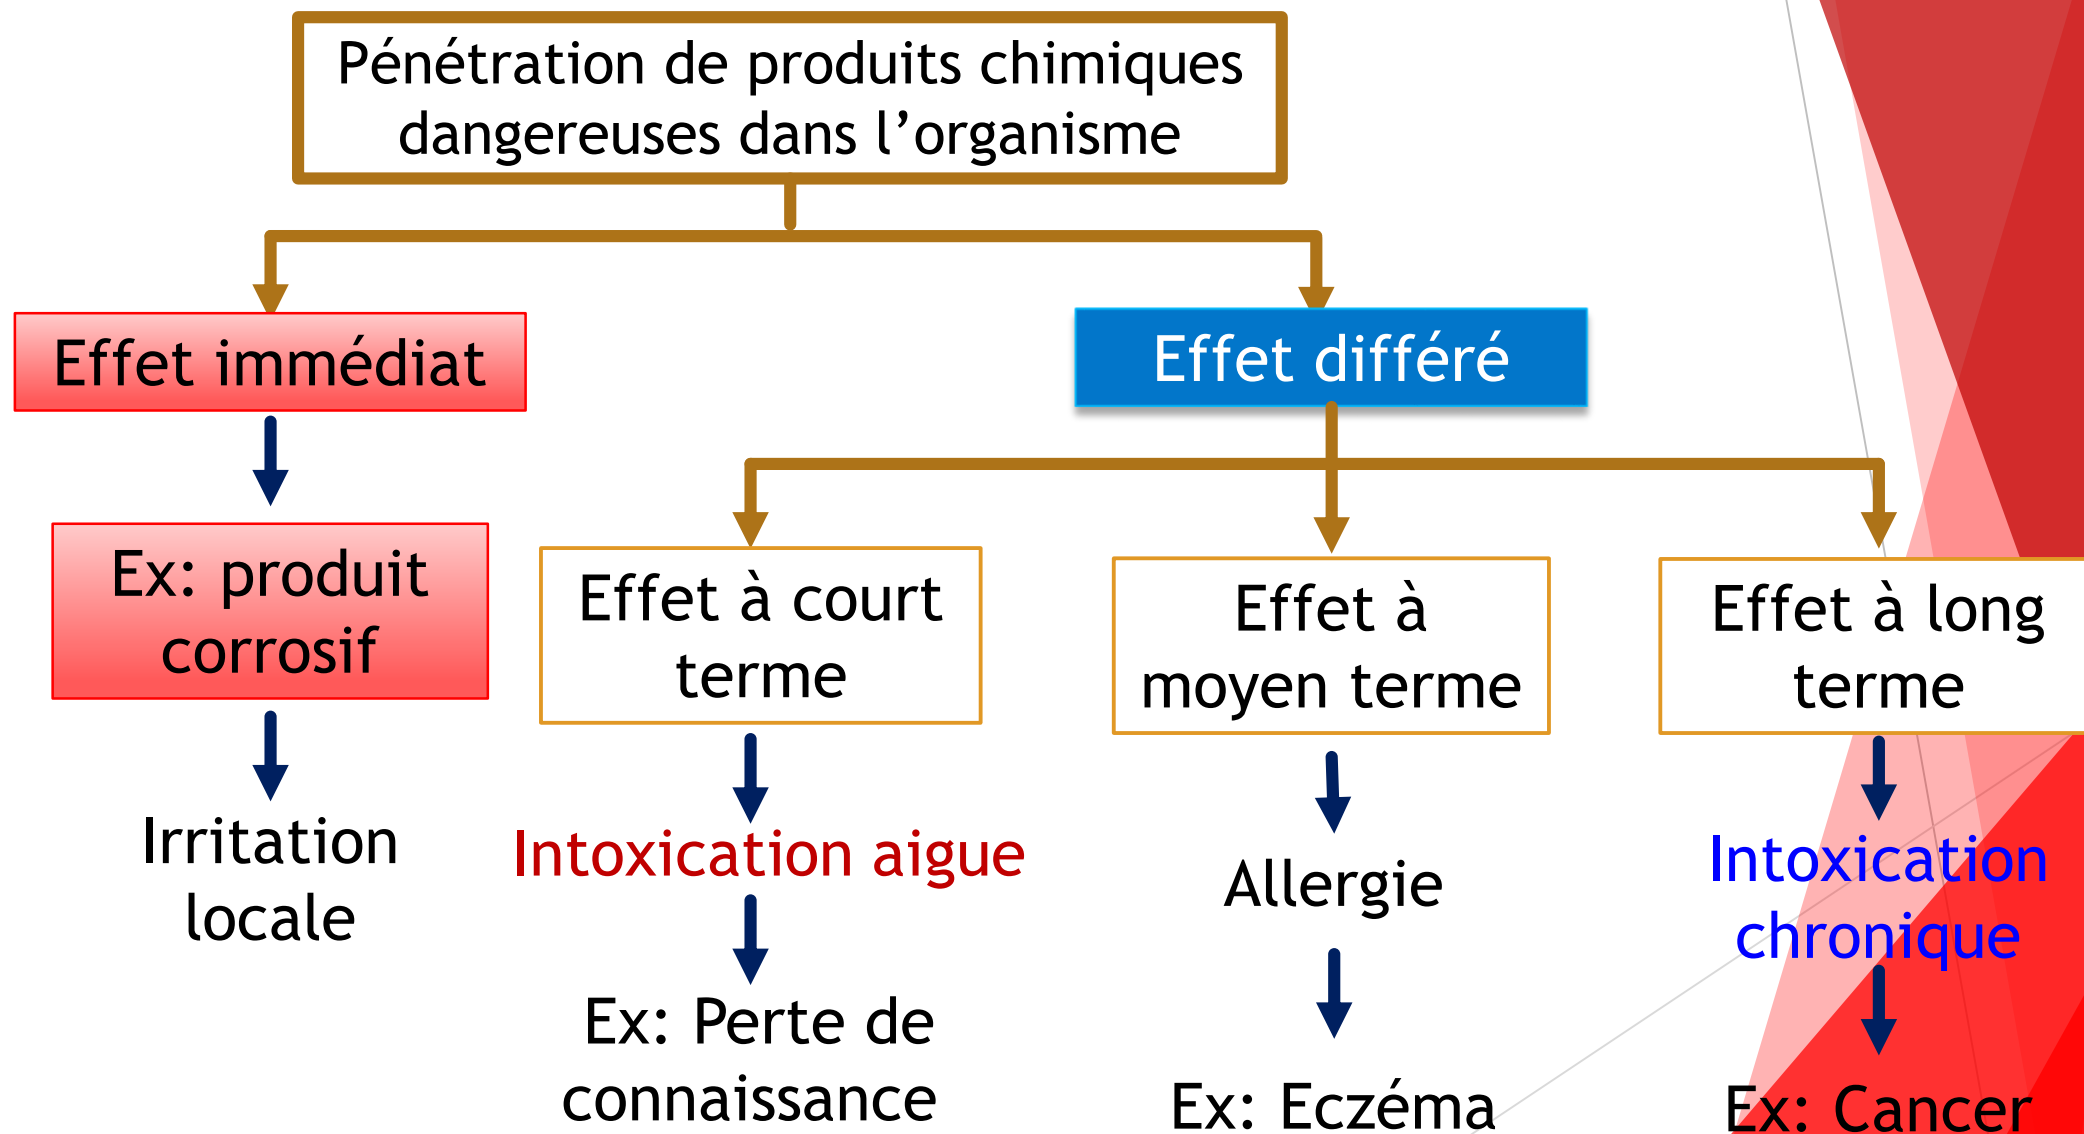 Pénétration de produits chimiques
dangereuses dans l’organisme
Effet immédiat
Effet différé
Ex: produit
corrosif
Effet à court
terme
Effet à
moyen terme
Effet à long
terme
Irritation
locale
Intoxication aigue
Allergie
Intoxication
chronique
Ex: Perte de
connaissance
Ex: Eczéma
Ex: Cancer